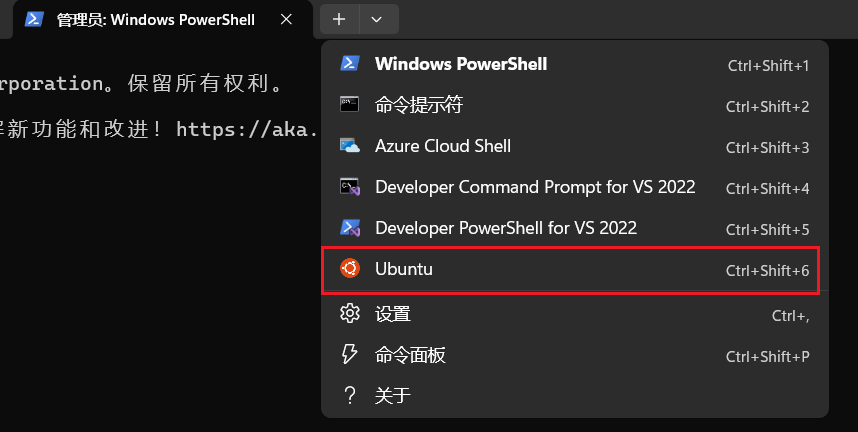 管理员: Windows PowerShell
Windows PowerShell Ctrl+Shift+1
rporation。保留所有权利。
命令提示符 Ctrl+Shift+2
新功能和改进！https://aka.
Azure Cloud Shell Ctrl+Shift+3
Developer Command Prompt for VS 2022 Ctrl+Shift+4
Developer PowerShell for VS 2022 Ctrl+Shift+5
Ubuntu Ctrl+Shift+6
设置 Ctrl+,
命令面板 Ctrl+Shift+P
关于